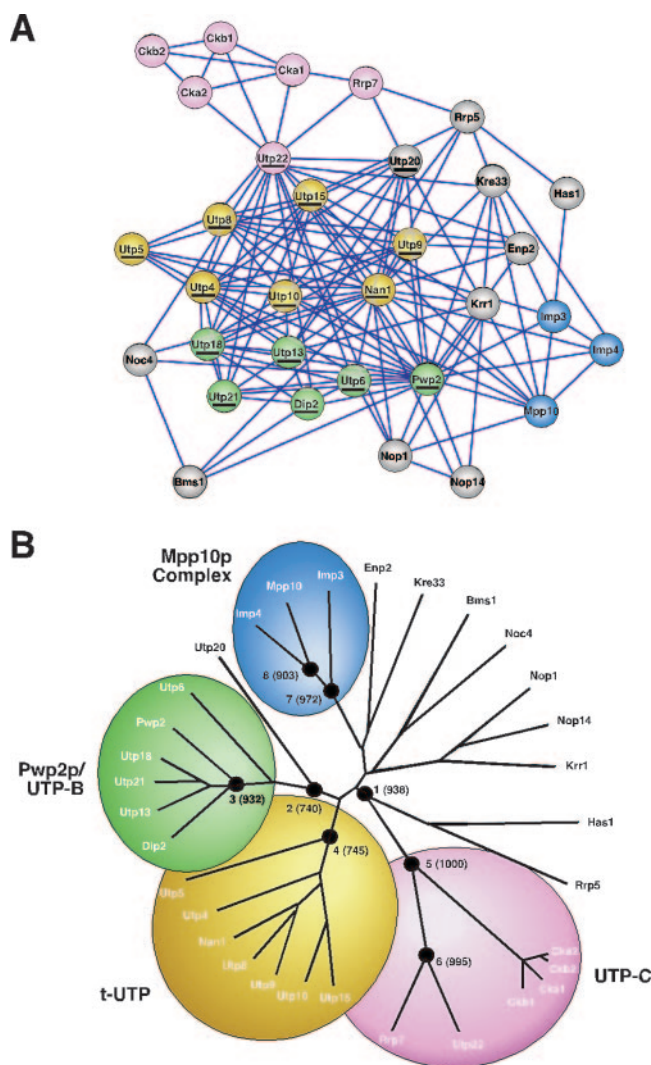 A
Ckb1
Ckb2
Cka1
Cka2
Rrp7
Rrp5
Utp22
Utp20
Kre33
Has1
Utp15
Utp8
Utp5
Utp9
Enp2
Utp4
Utp10
Nan1
Krr1
Imp3
Utp18
Utp13
Imp4
Noc4
Utp6
Pwp2
Utp21
Dip2
Mpp10
Nop1
Bms1
Nop14
B
Mpp10p
Complex
Imp3
Mpp10
Imp4
Enp2
Kre33
Bms1
Noc4
Utp20
8 (903)
7 (972)
Nop1
Nop14
Krr1
Utp6
Pwp2
Utp18
Utp21
Utp13
Dip2
Pwp2p/
UTP-B
3 (932)
2 (740)
1 (938)
4 (745)
Has1
Rrp5
5 (1000)
Utp5
Utp4
Nan1
Utp8
Utp9
Utp10
Utp15
t-UTP
6 (995)
Cka2
Ckb2
Cka1
Ckb1
UTP-C
Rrp7
Utp22